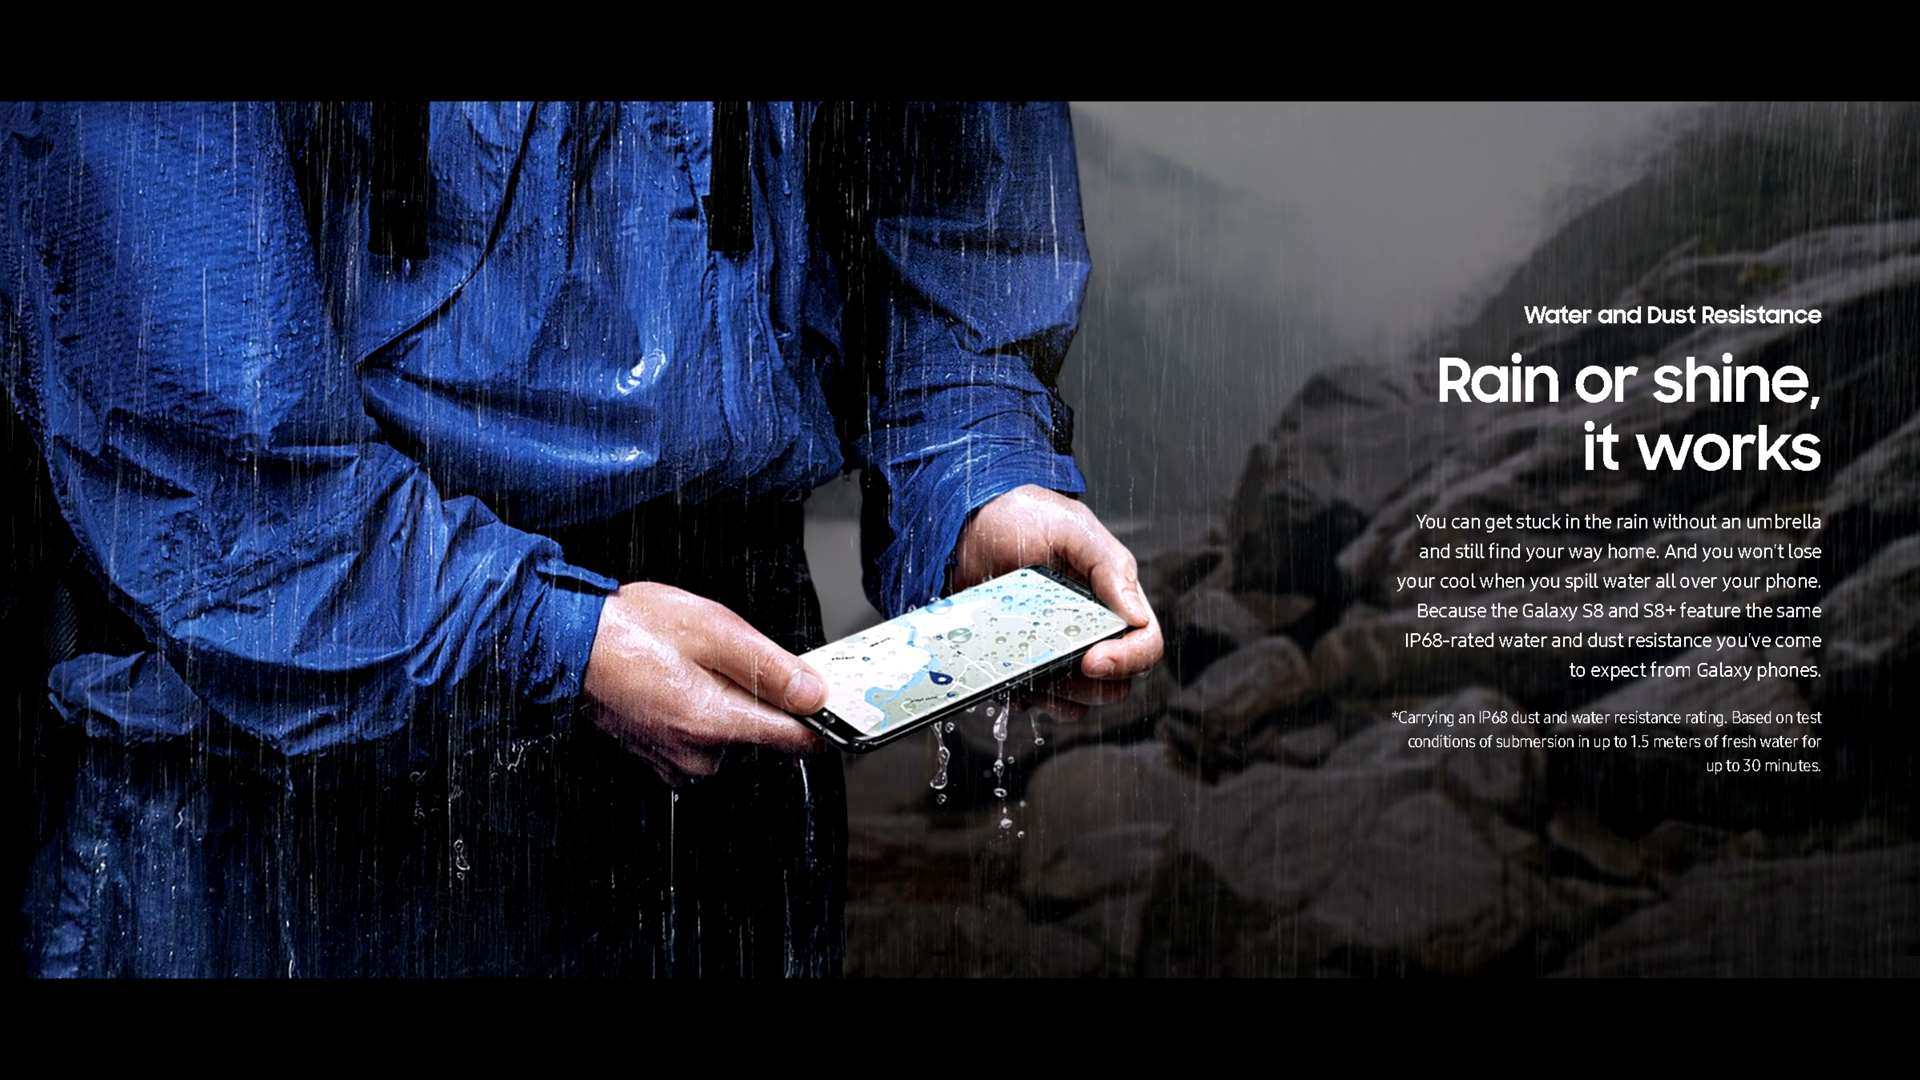 Water and Dust Resistance
Rain or shine,
it works
You can get stuck in the rain without an umbrella
and still find your way home. And you won't lose
your cool when you spill water all over your phone.
Because the Galaxy S8 and S8+ feature the same
IP68-rated water and dust resistance you've come
to expect from Galaxy phones.
*Carrying an IP68 dust and water resistance rating. Based on test
conditions of submersion in up to 1.5 meters of fresh water for
up to 30 minutes.